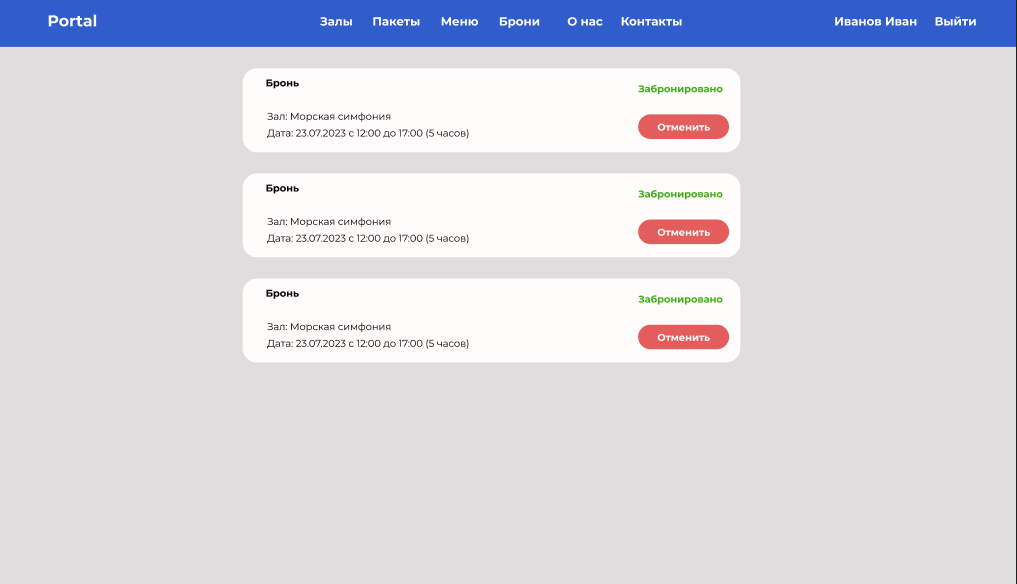 Portal Залы Пакеты Меню Брони О нас Контакты Иванов Иван Выйти
Бронь
Забронировано
Зал: Морская симфония
Отменить
Дата: 23.07.2023 с 12:00 до 17:00 (5 часов)
Бронь
Забронировано
Зал: Морская симфония
Отменить
Дата: 23.07.2023 с 12:00 до 17:00 (5 часов)
Бронь
Забронировано
Зал: Морская симфония
Отменить
Дата: 23.07.2023 с 12:00 до 17:00 (5 часов)